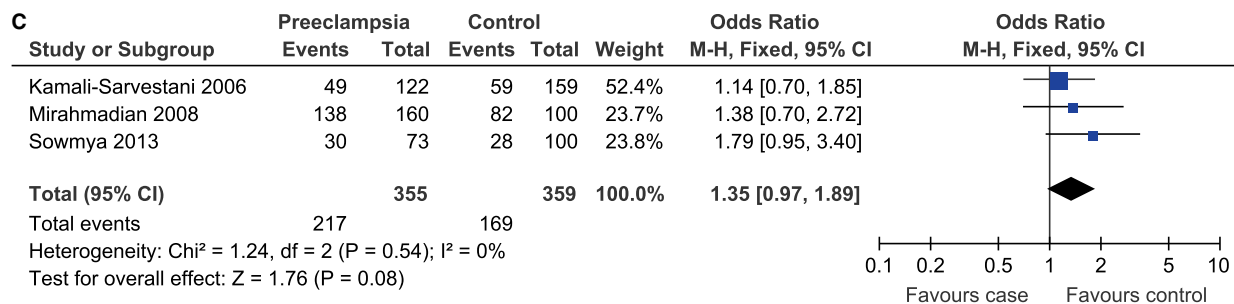 C Preeclampsia Control Odds Ratio Odds Ratio
Study or Subgroup Events Total Events Total Weight M-H, Fixed, 95% CI M-H, Fixed, 95% CI
Kamali-Sarvestani 2006 49 122 59 159 52.4% 1.14 [0.70, 1.85]
Mirahmadian 2008 138 160 82 100 23.7% 1.38 [0.70, 2.72]
Sowmya 2013 30 73 28 100 23.8% 1.79 [0.95, 3.40]
Total (95% CI) 355 359 100.0% 1.35 [0.97, 1.89]
Total events 217 169
Heterogeneity: Chi² = 1.24, df = 2 (P = 0.54); I² = 0%
Test for overall effect: Z = 1.76 (P = 0.08)
0.1 0.2 0.5 1 2 5 10
Favours case Favours control